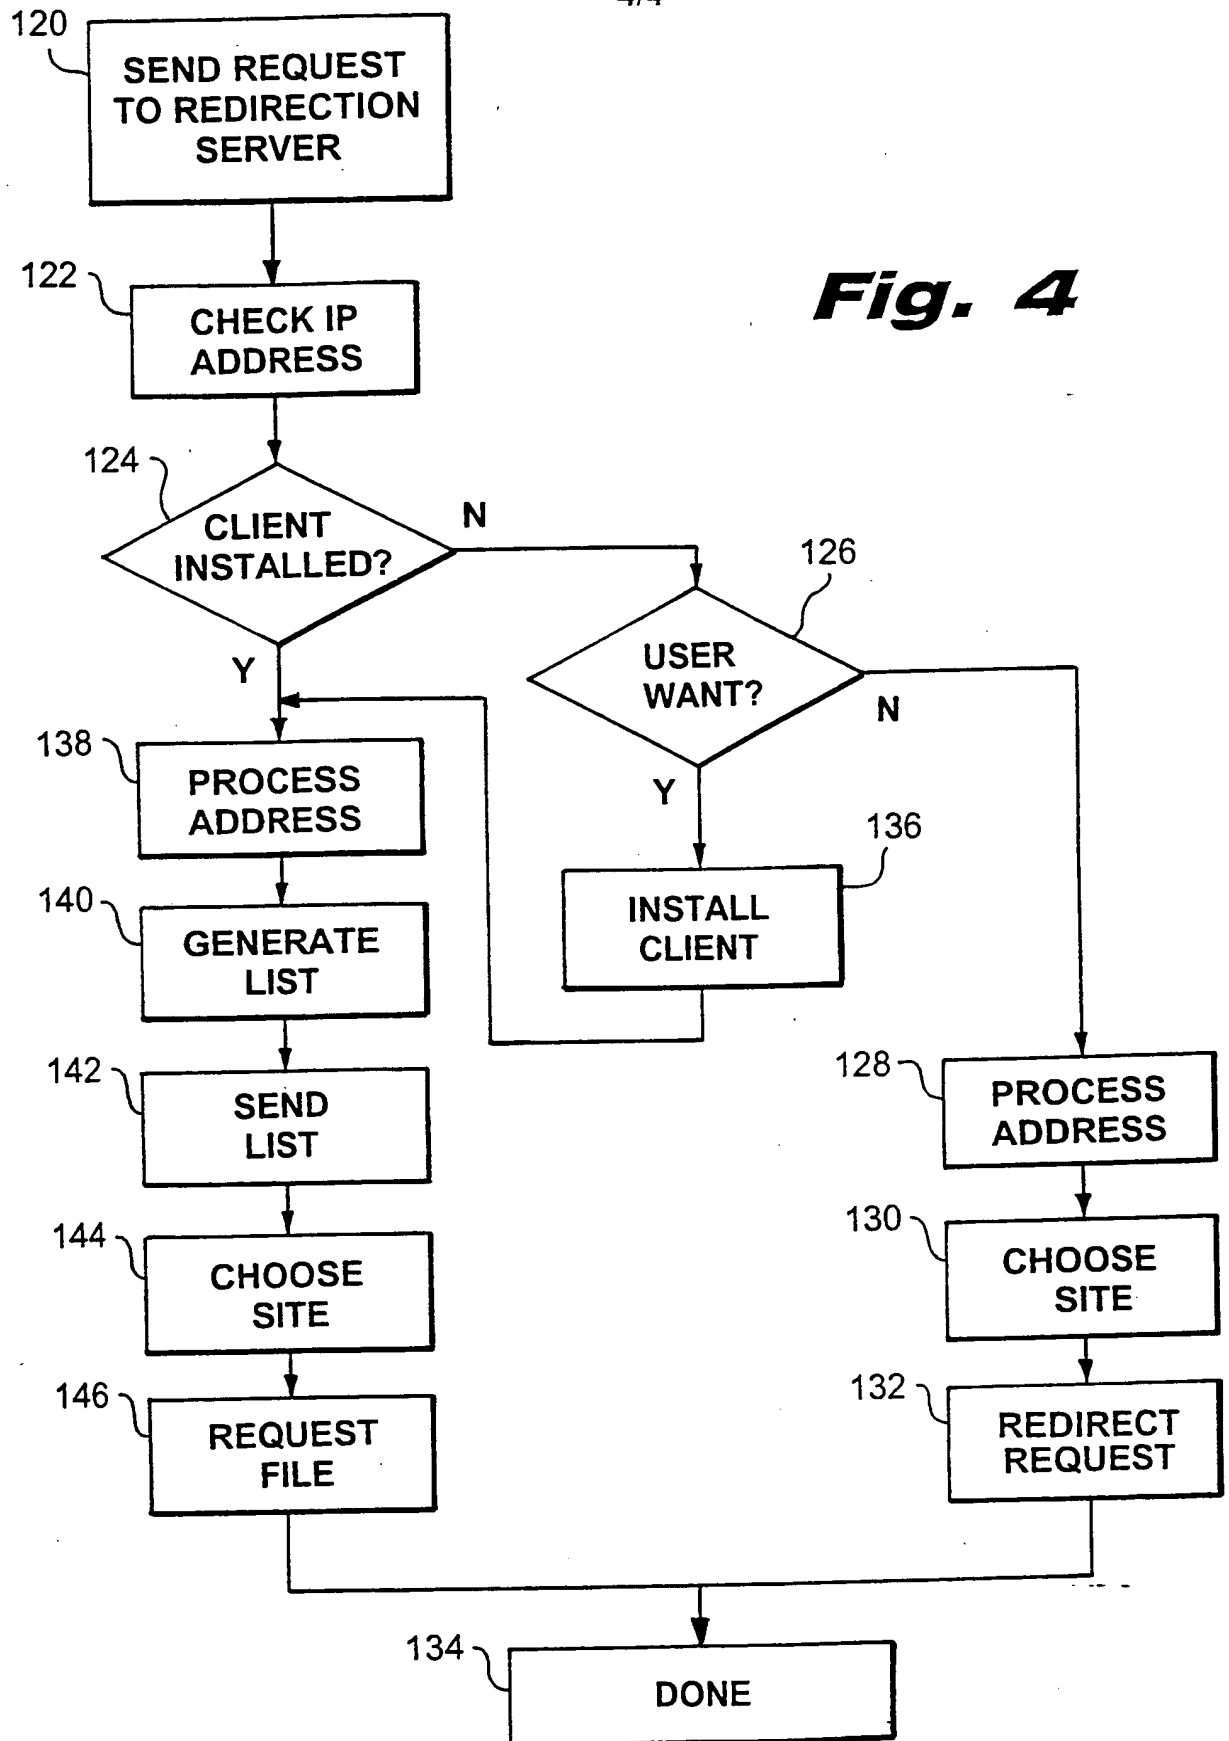 4/4
120
SEND REQUEST
TO REDIRECTION
SERVER
122
CHECK IP
ADDRESS
Fig. 4
124
CLIENT
INSTALLED?
N
Y
126
USER
WANT?
N
Y
138
PROCESS
ADDRESS
136
INSTALL
CLIENT
140
GENERATE
LIST
142
SEND
LIST
128
PROCESS
ADDRESS
144
CHOOSE
SITE
130
CHOOSE
SITE
146
REQUEST
FILE
132
REDIRECT
REQUEST
134
DONE